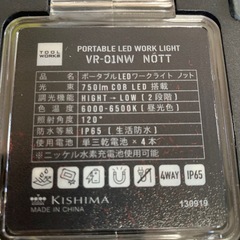 TOOL
WORKS
PORTABLE LED WORK LIGHT
VR-01NW NOTT
品名 ポータブルLEDワークライト ノット
光束 750lm COB LED搭載
調光機能 HIGHT→LOW(2段階)
色温度 6000-6500K(昼光色)
照射角度 120°
防水等級 IP65(生活防水)
使用電池 単三乾電池×4本
※ニッケル水素充電池使用可能
KISHIMA
MADE IN CHINA
4WAY
IP65
130919